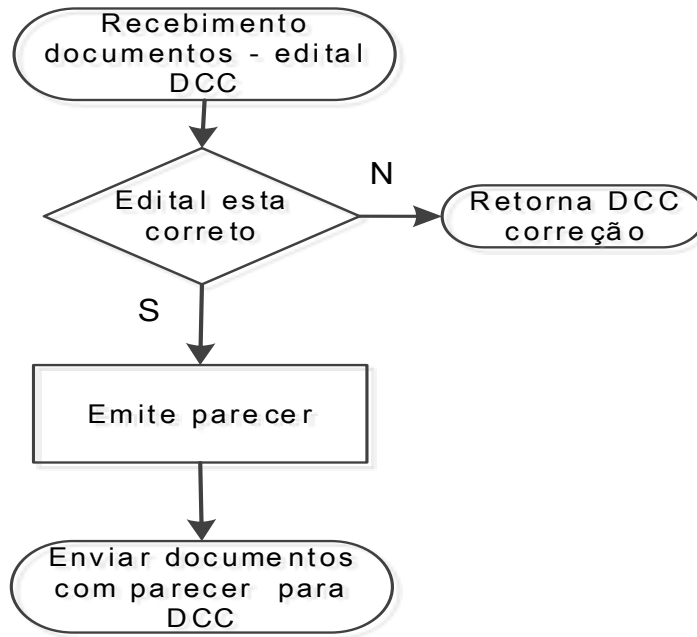 Recebimento
documentos - edital
DCC
Edital esta
correto
N
Retorna DCC
correção
S
Emite parecer
Enviar documentos
com parecer para
DCC